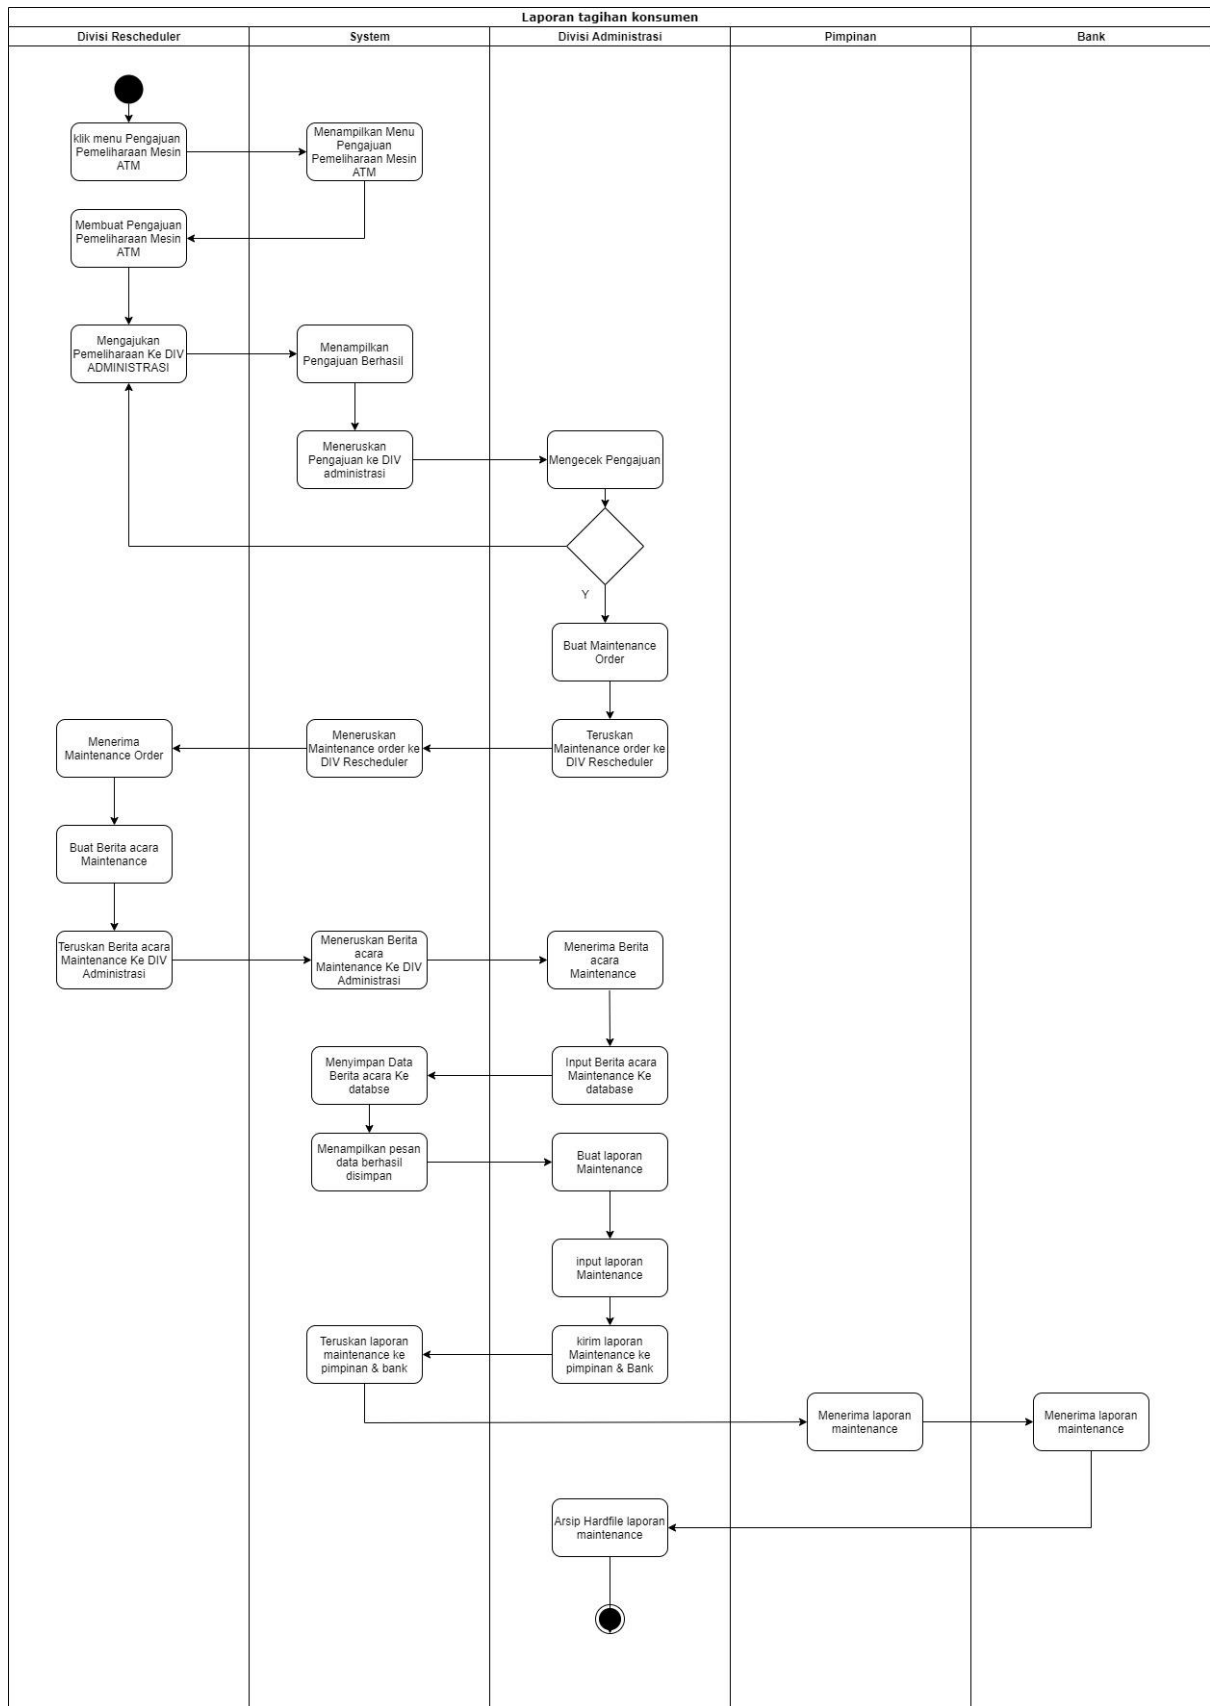 Laporan tagihan konsumen
Divisi Rescheduler
System
Divisi Administrasi
Pimpinan
Bank
klik menu Pengajuan
Pemeliharaan Mesin
ATM
Menampilkan Menu
Pengajuan
Pemeliharaan Mesin
ATM
Membuat Pengajuan
Pemeliharaan Mesin
ATM
Mengajukan
Pemeliharaan Ke DIV
ADMINISTRASI
Menampilkan
Pengajuan Berhasil
Meneruskan
Pengajuan ke DIV
administrasi
Mengecek Pengajuan
Y
Buat Maintenance
Order
Menerima
Maintenance Order
Meneruskan
Maintenance order ke
DIV Rescheduler
Teruskan
Maintenance order ke
DIV Rescheduler
Buat Berita acara
Maintenance
Teruskan Berita acara
Maintenance Ke DIV
Administrasi
Meneruskan Berita
acara
Maintenance Ke DIV
Administrasi
Menerima Berita
acara
Maintenance
Menyimpan Data
Berita acara Ke
databse
Input Berita acara
Maintenance Ke
database
Menampilkan pesan
data berhasil
disimpan
Buat laporan
Maintenance
input laporan
Maintenance
Teruskan laporan
maintenance ke
pimpinan & bank
kirim laporan
Maintenance ke
pimpinan & Bank
Menerima laporan
maintenance
Menerima laporan
maintenance
Arsip Hardfile laporan
maintenance